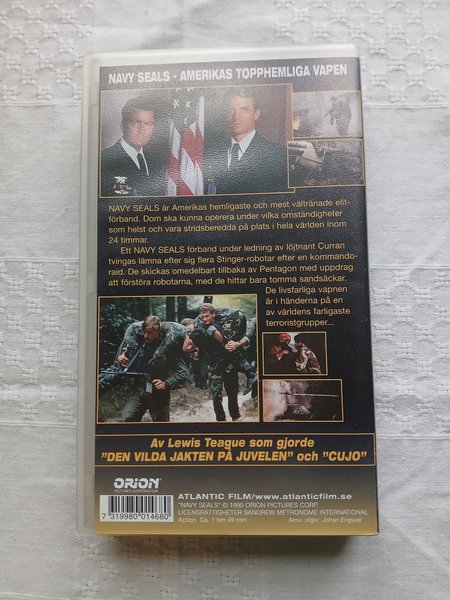 NAVY SEALS - AMERIKAS TOPPHEMLIGA VAPEN
NAVY SEALS är Amerikas hemligaste och mest vältränade elit-
förband. Dom ska kunna operera under vilka omständigheter
som helst och vara stridsberedda på plats i hela världen inom
24 timmar.
Ett NAVY SEALS förband under ledning av löjtnant Curran
tvingas lämna efter sig flera Stinger-robotar efter en kommando-
raid. De skickas omedelbart tillbaka av Pentagon med uppdrag
att förstöra robotarna, med de hittar bara tomma sandsäckar.
De livsfarliga vapnen
är i händerna på en
av världens farligaste
terroristgrupper...
Av Lewis Teague som gjorde
"DEN VILDA JAKTEN PÅ JUVELEN" och "CUJO"
ORION
PICTURES CORPORATION
ATLANTIC FILM/www.atlanticfilm.se
"NAVY SEALS" © 1990 ORION PICTURES CORP.
LICENSRÄTTIGHETER SANDREW METRONOME INTERNATIONAL
Action Ca. 1 tim 49 min Ansv. utgiv.: Johan Engwall
7 319980 014680